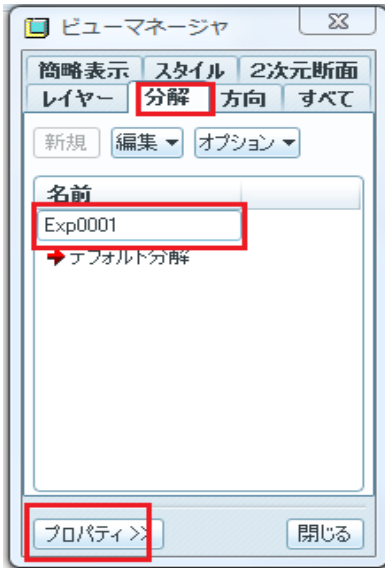 ビューマネージャ
簡略表示 スタイル 2次元断面
レイヤー 分解 方向 すべて
新規 編集 オプション
名前
Exp0001
デフォルト分解
プロパティ >>
閉じる